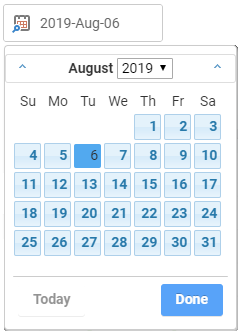 2019-Aug-06
August 2019
Su Mo Tu We Th Fr Sa
1 2 3
4 5 6 7 8 9 10
11 12 13 14 15 16 17
18 19 20 21 22 23 24
25 26 27 28 29 30 31
Today Done